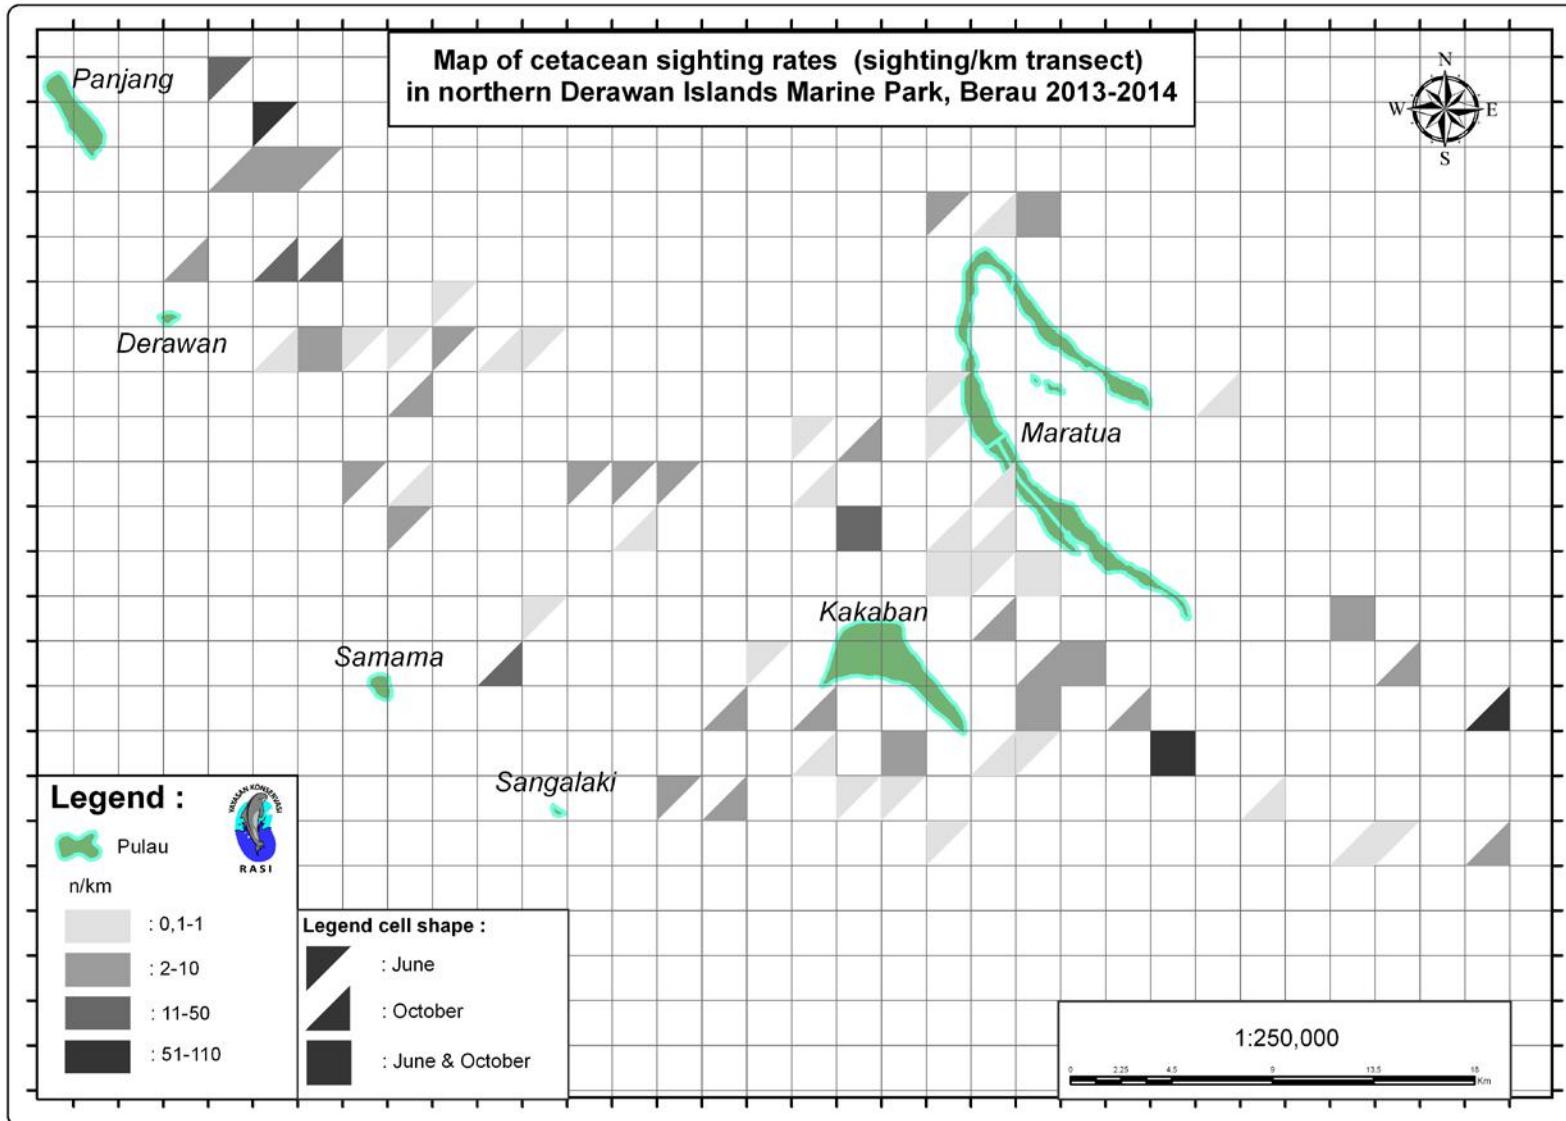 Map of cetacean sighting rates (sighting/km transect)
in northern Derawan Islands Marine Park, Berau 2013-2014
N
W E
S
Panjang
Derawan
Maratua
Kakaban
Samama
Sangalaki
Legend :
YAYASAN KONSERVASI
RASI
Pulau
n/km
: 0,1-1
: 2-10
: 11-50
: 51-110
Legend cell shape :
: June
: October
: June & October
1:250,000
0 2.25 4.5 9 13.5 18
Km